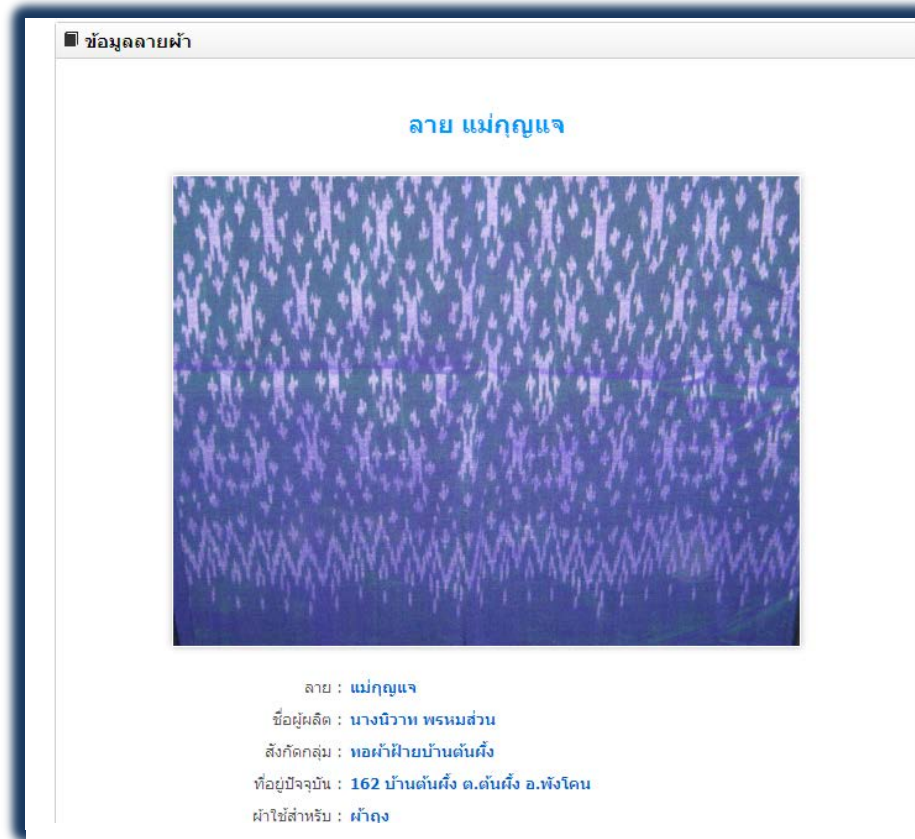 ข้อมูลลายผ้า
ลาย แม่กุญแจ
ลาย : แม่กุญแจ
ชื่อผู้ผลิต : นางนิวาท พรหมส่วน
สังกัดกลุ่ม : ทอผ้าฝ้ายบ้านต้นผึ้ง
ที่อยู่ปัจจุบัน : 162 บ้านต้นผึ้ง ต.ต้นผึ้ง อ.พังโคน
ผ้าใช้สำหรับ : ผ้าถุง